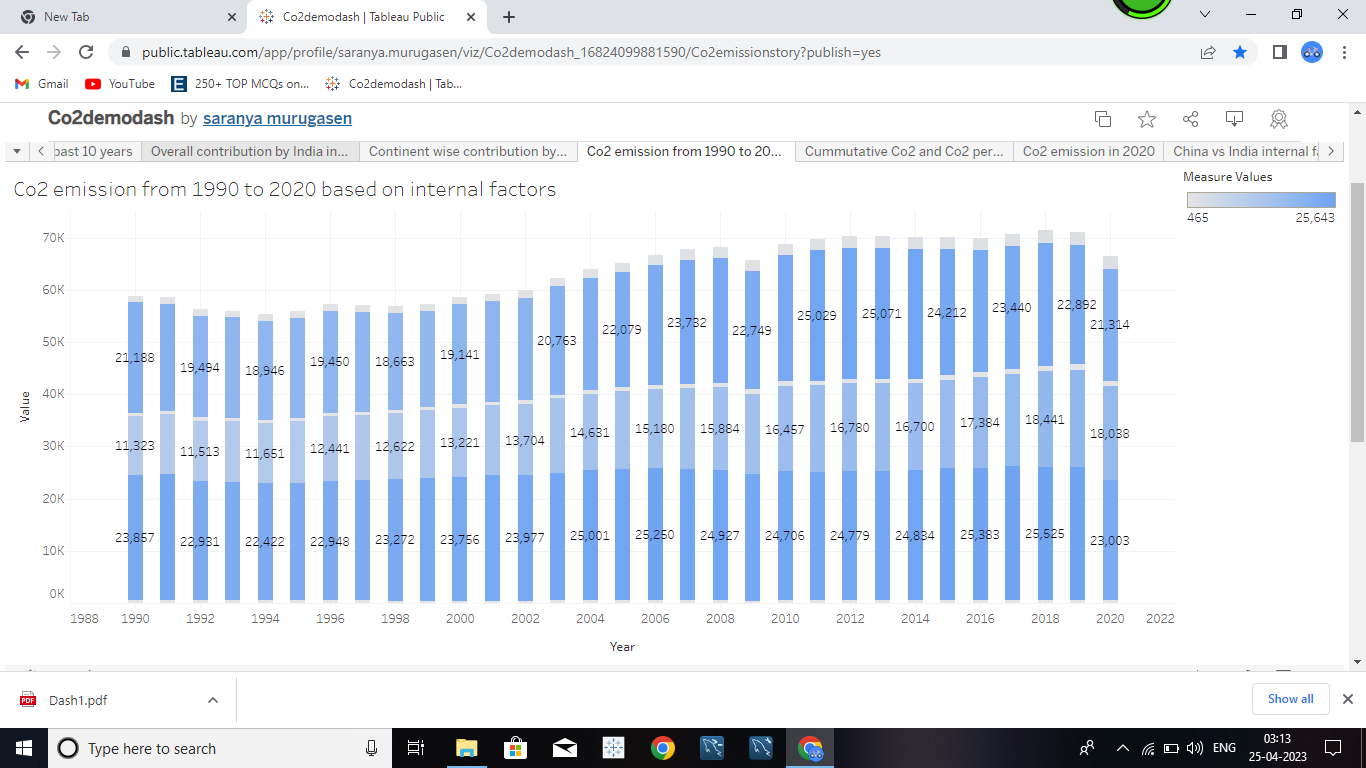 New Tab
Co2demodash | Tableau Public
public.tableau.com/app/profile/saranya.murugasen/viz/Co2demodash_16824099881590/Co2emissionstory?publish=yes
Gmail YouTube 250+ TOP MCQs on... Co2demodash | Tab...
Co2demodash by saranya murugasen
past 10 years Overall contribution by India in... Continent wise contribution by... Co2 emission from 1990 to 20... Cummutative Co2 and Co2 per... Co2 emission in 2020 China vs India internal fa
Co2 emission from 1990 to 2020 based on internal factors
Measure Values
465 25,643
70K
60K
50K
40K
30K
20K
10K
0K
Value
21,188 19,494 18,946 19,450 18,663 19,141 20,763 22,079 23,732 22,749 25,029 25,071 24,212 23,440 22,892 21,314
11,323 11,513 11,651 12,441 12,622 13,221 13,704 14,631 15,180 15,884 16,457 16,780 16,700 17,384 18,441 18,038
23,857 22,931 22,422 22,948 23,272 23,756 23,977 25,001 25,250 24,927 24,706 24,779 24,834 25,383 25,525 23,003
1988 1990 1992 1994 1996 1998 2000 2002 2004 2006 2008 2010 2012 2014 2016 2018 2020 2022
Year
PDF Dash1.pdf
Show all
Type here to search
ENG
03:13
25-04-2023